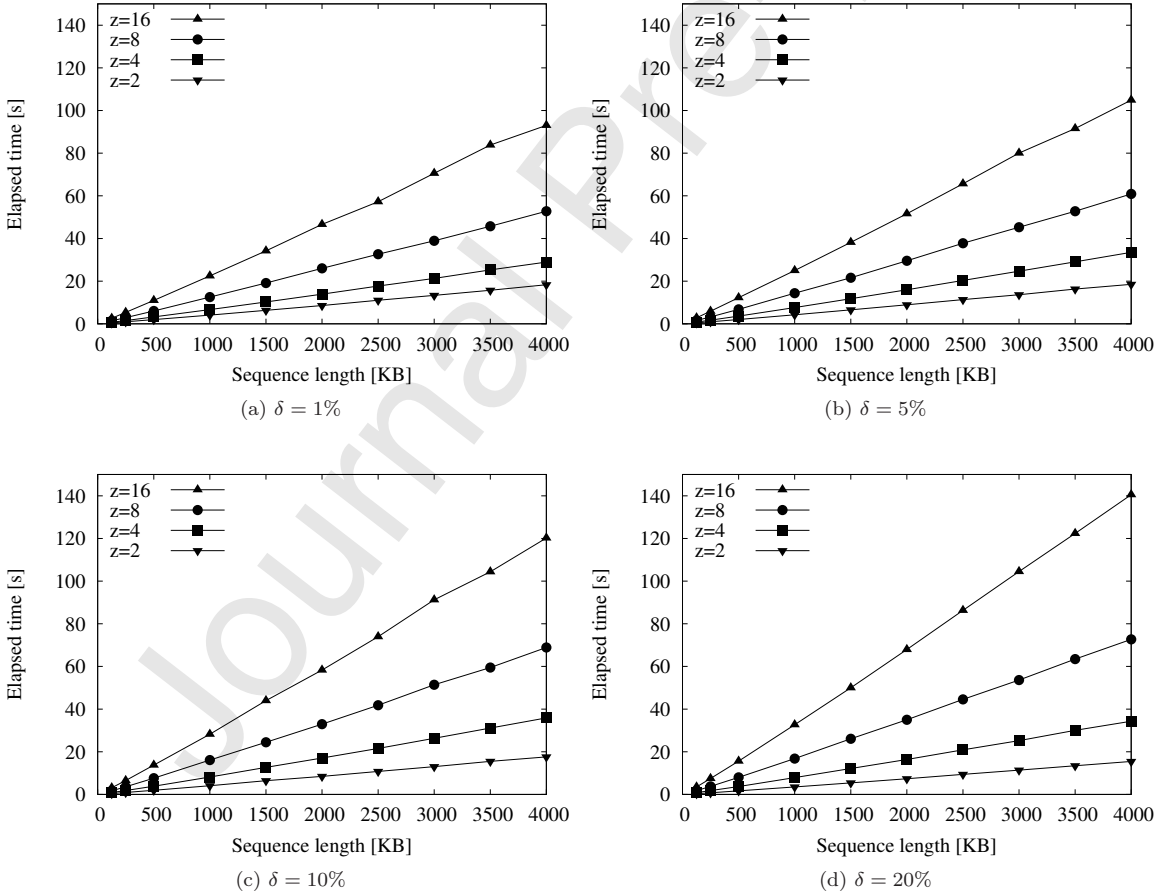 Journal Pre
z=16
z=8
z=4
z=2
Elapsed time [s]
0 20 40 60 80 100 120 140
0 500 1000 1500 2000 2500 3000 3500 4000
Sequence length [KB]
(a) δ = 1%
z=16
z=8
z=4
z=2
Elapsed time [s]
0 20 40 60 80 100 120 140
0 500 1000 1500 2000 2500 3000 3500 4000
Sequence length [KB]
(b) δ = 5%
z=16
z=8
z=4
z=2
Elapsed time [s]
0 20 40 60 80 100 120 140
0 500 1000 1500 2000 2500 3000 3500 4000
Sequence length [KB]
(c) δ = 10%
z=16
z=8
z=4
z=2
Elapsed time [s]
0 20 40 60 80 100 120 140
0 500 1000 1500 2000 2500 3000 3500 4000
Sequence length [KB]
(d) δ = 20%